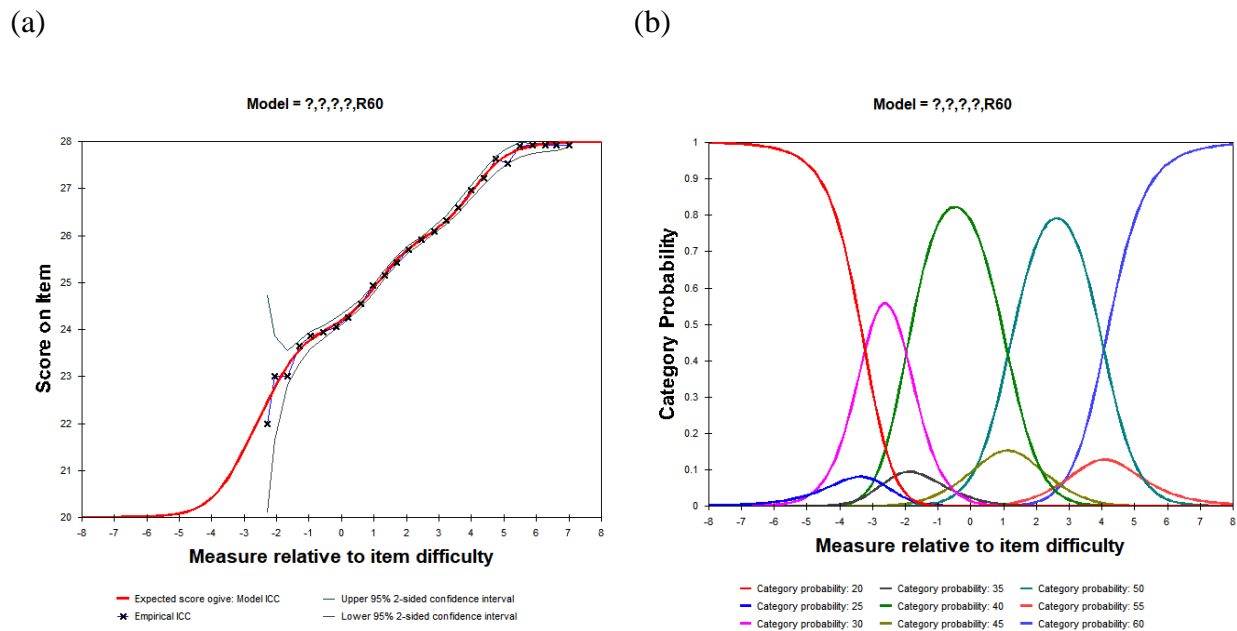 (a)
Model = ?,?,?,?,R60
28
27
26
25
24
23
22
21
20
Score on Item
-8 -7 -6 -5 -4 -3 -2 -1 0 1 2 3 4 5 6 7 8
Measure relative to item difficulty
Expected score ogive: Model ICC
Empirical ICC
Upper 95% 2-sided confidence interval
Lower 95% 2-sided confidence interval
(b)
Model = ?,?,?,?,R60
1
0.9
0.8
0.7
0.6
0.5
0.4
0.3
0.2
0.1
0
Category Probability
-8 -7 -6 -5 -4 -3 -2 -1 0 1 2 3 4 5 6 7 8
Measure relative to item difficulty
Category probability: 20
Category probability: 25
Category probability: 30
Category probability: 35
Category probability: 40
Category probability: 45
Category probability: 50
Category probability: 55
Category probability: 60